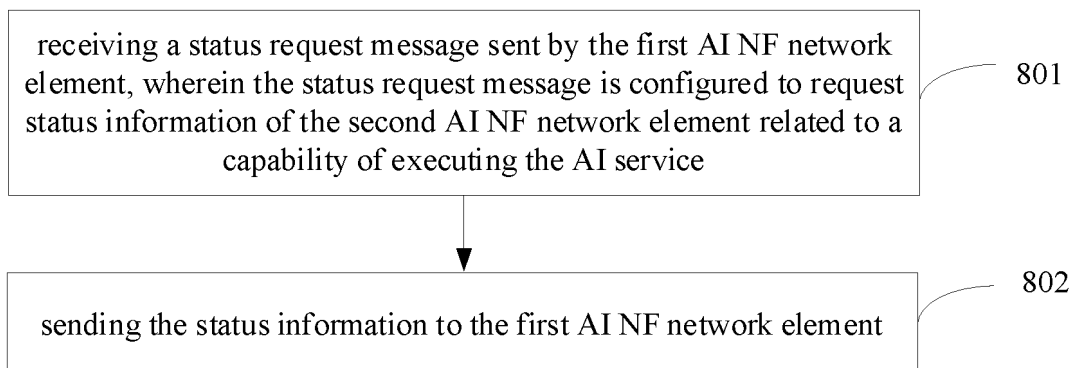 receiving a status request message sent by the first AI NF network
element, wherein the status request message is configured to request
status information of the second AI NF network element related to a
capability of executing the AI service
801
802
sending the status information to the first AI NF network element